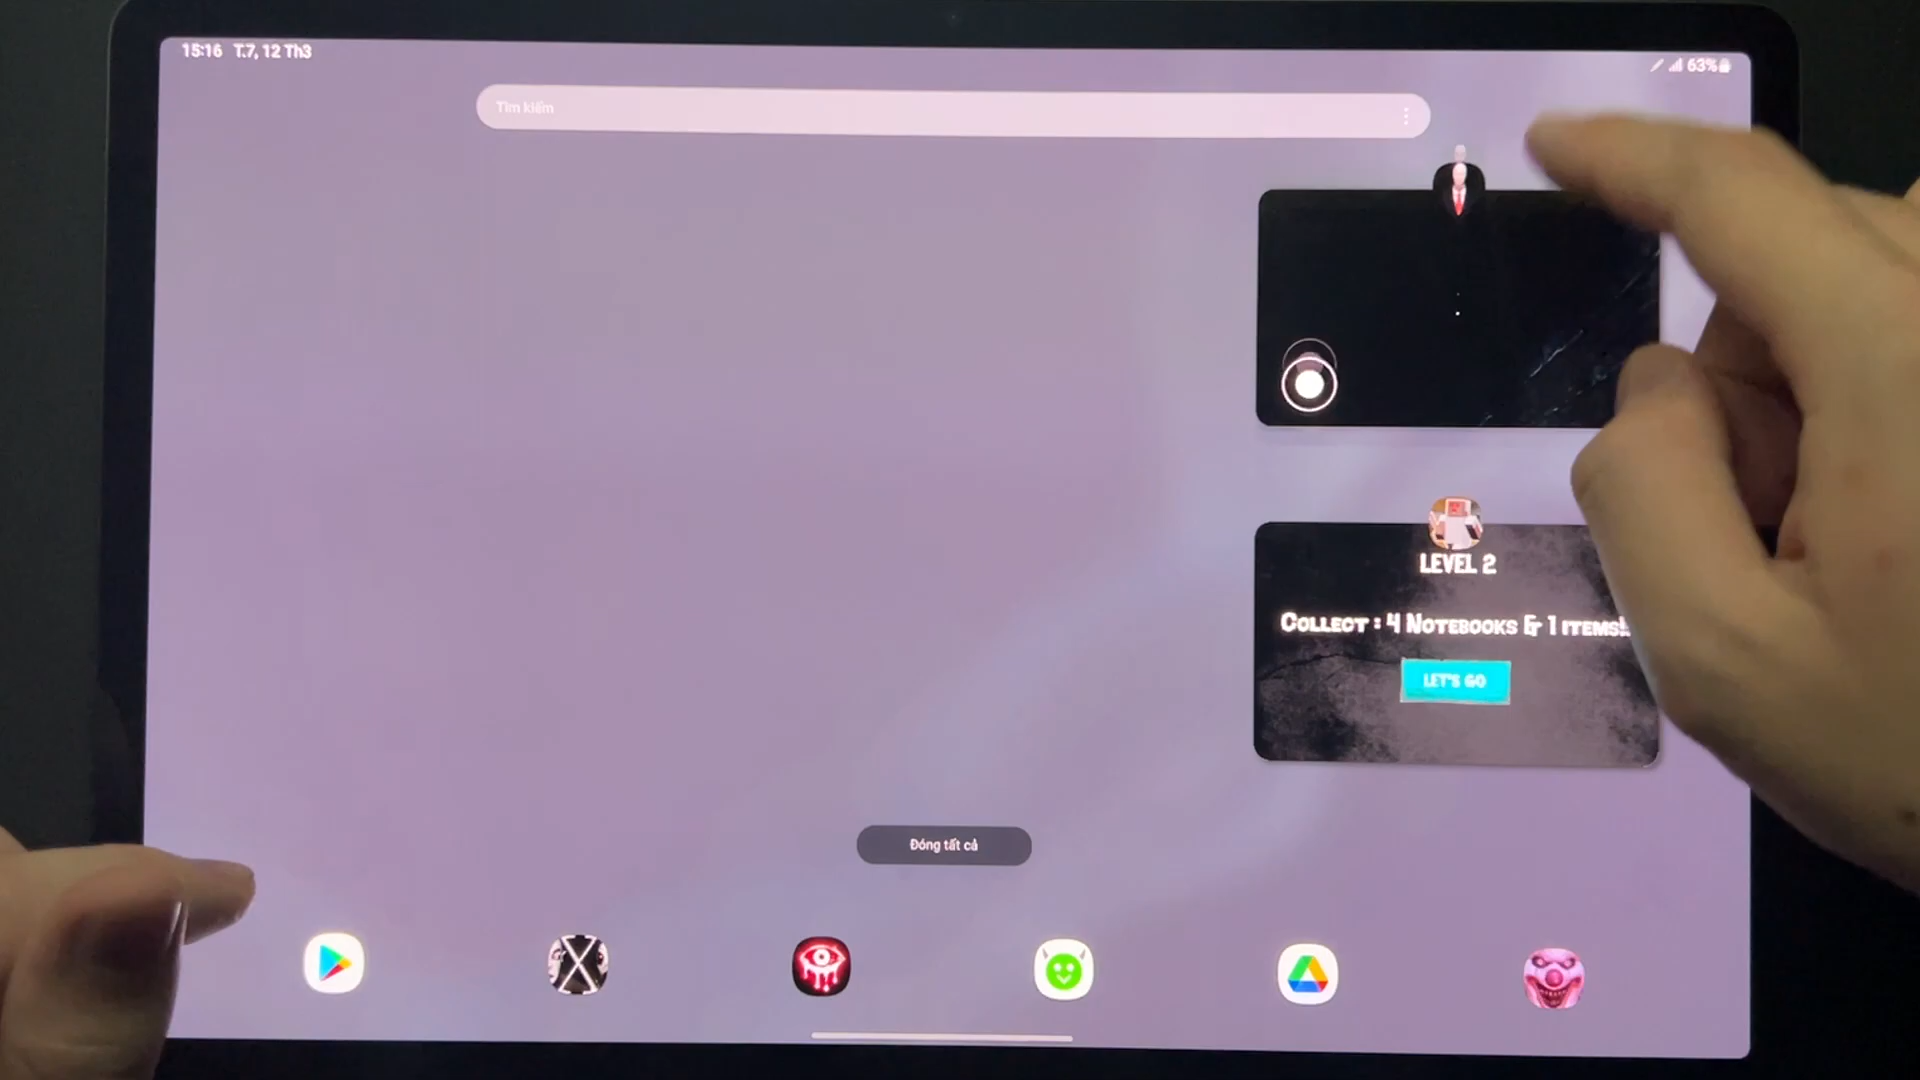 15:16 T.7, 12 Th3
63%
Tìm kiếm
LEVEL 2
COLLECT : 4 NOTEBOOKS & 1 ITEMS!
LET'S GO
Đóng tất cả